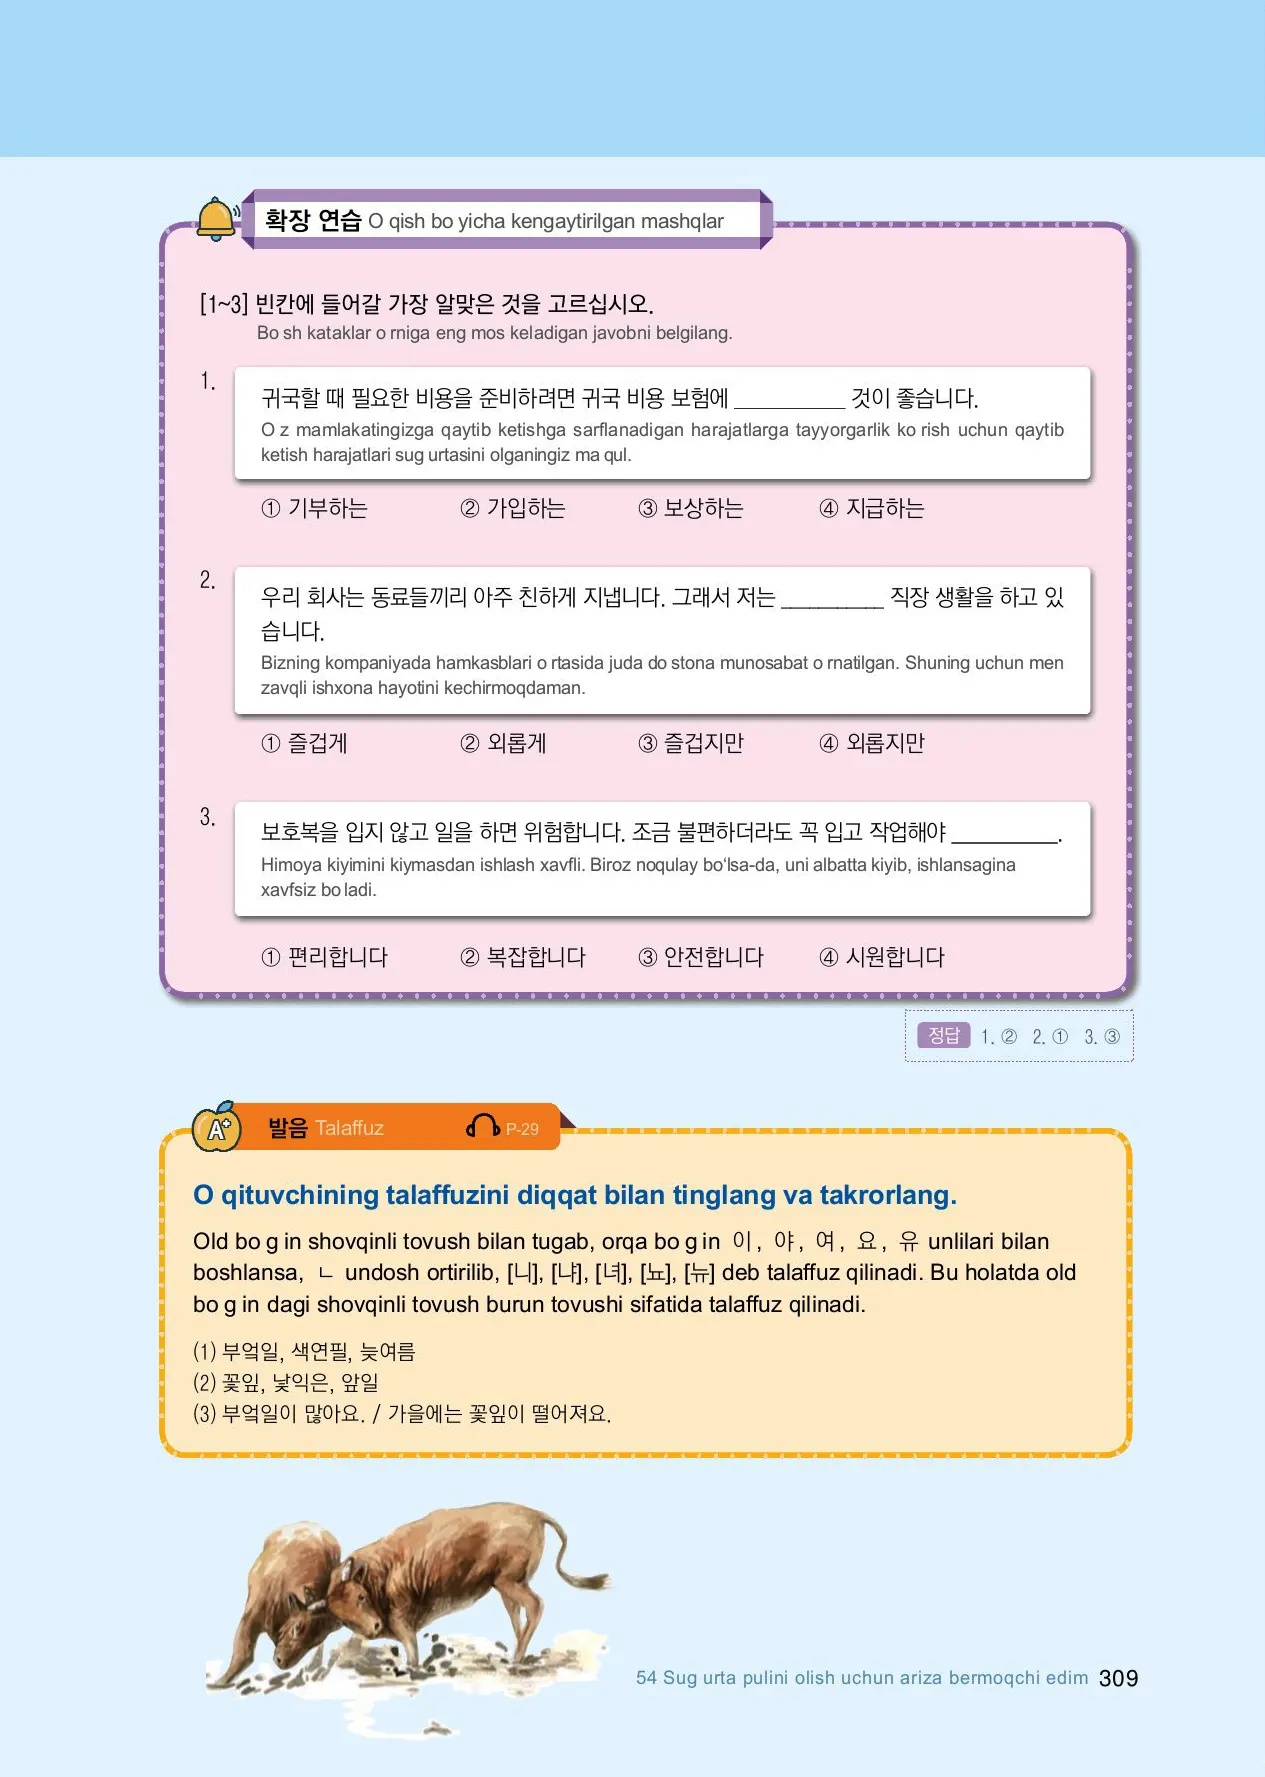 확장 연습 O qish bo yicha kengaytirilgan mashqlar
[1~3] 빈칸에 들어갈 가장 알맞은 것을 고르십시오.
Bo sh kataklar o rniga eng mos keladigan javobni belgilang.
1.
귀국할 때 필요한 비용을 준비하려면 귀국 비용 보험에 __________ 것이 좋습니다.
O z mamlakatingizga qaytib ketishga sarflanadigan harajatlarga tayyorgarlik ko rish uchun qaytib
ketish harajatlari sug urtasini olganingiz ma qul.
① 기부하는 ② 가입하는 ③ 보상하는 ④ 지급하는
2.
우리 회사는 동료들끼리 아주 친하게 지냅니다. 그래서 저는 __________ 직장 생활을 하고 있
습니다.
Bizning kompaniyada hamkasblari o rtasida juda do stona munosabat o rnatilgan. Shuning uchun men
zavqli ishxona hayotini kechirmoqdaman.
① 즐겁게 ② 외롭게 ③ 즐겁지만 ④ 외롭지만
3.
보호복을 입지 않고 일을 하면 위험합니다. 조금 불편하더라도 꼭 입고 작업해야 __________.
Himoya kiyimini kiymasdan ishlash xavfli. Biroz noqulay bo‘lsa-da, uni albatta kiyib, ishlansagina
xavfsiz bo ladi.
① 편리합니다 ② 복잡합니다 ③ 안전합니다 ④ 시원합니다
정답 1. ② 2. ① 3. ③
A+ 발음 Talaffuz P-29
O qituvchining talaffuzini diqqat bilan tinglang va takrorlang.
Old bo g in shovqinli tovush bilan tugab, orqa bo g in 이, 야, 여, 요, 유 unlilari bilan
boshlansa, ㄴ undosh ortirilib, [니], [냐], [녀], [뇨], [뉴] deb talaffuz qilinadi. Bu holatda old
bo g in dagi shovqinli tovush burun tovushi sifatida talaffuz qilinadi.
(1) 부엌일, 색연필, 늦여름
(2) 꽃잎, 낯익은, 앞일
(3) 부엌일이 많아요. / 가을에는 꽃잎이 떨어져요.
54 Sug urta pulini olish uchun ariza bermoqchi edim 309